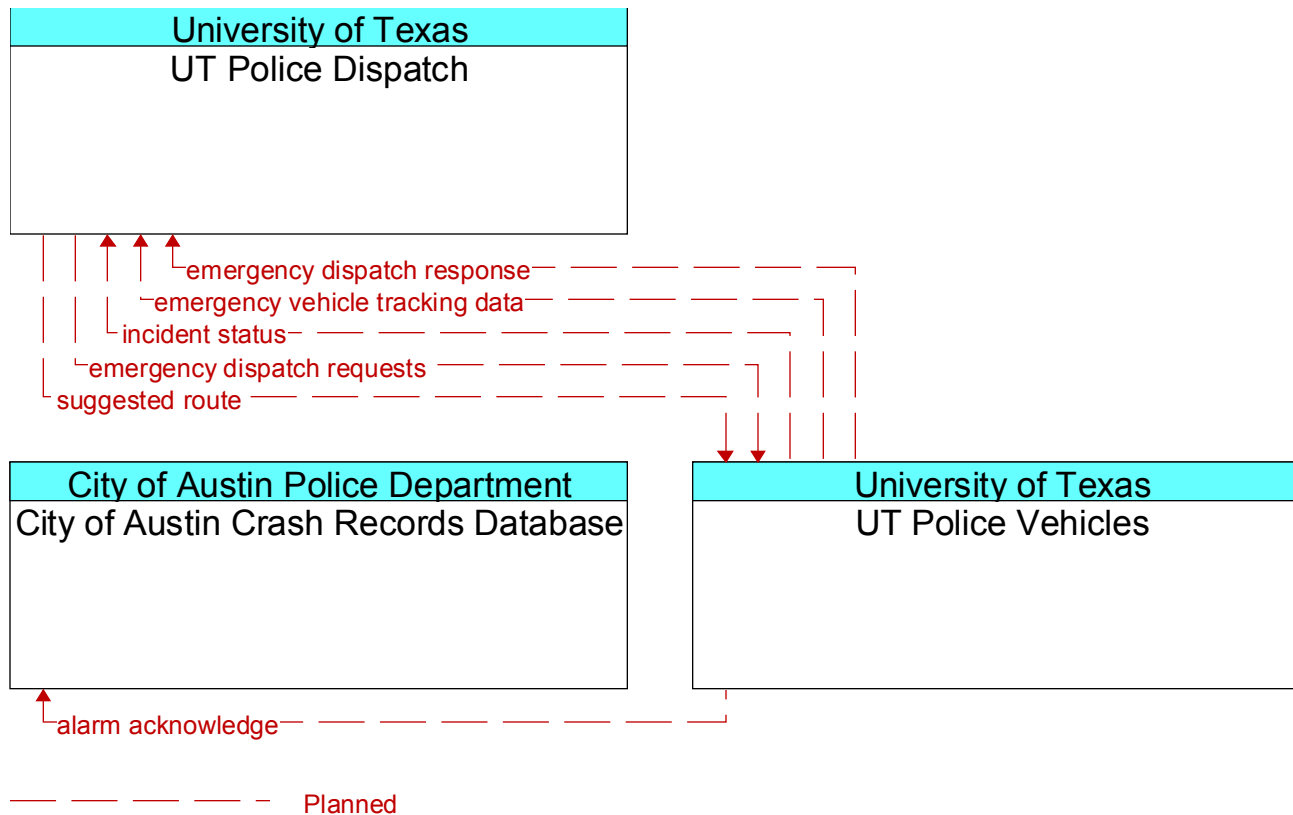 University of Texas
UT Police Dispatch
emergency dispatch response
emergency vehicle tracking data
incident status
emergency dispatch requests
suggested route
City of Austin Police Department
City of Austin Crash Records Database
University of Texas
UT Police Vehicles
alarm acknowledge
Planned